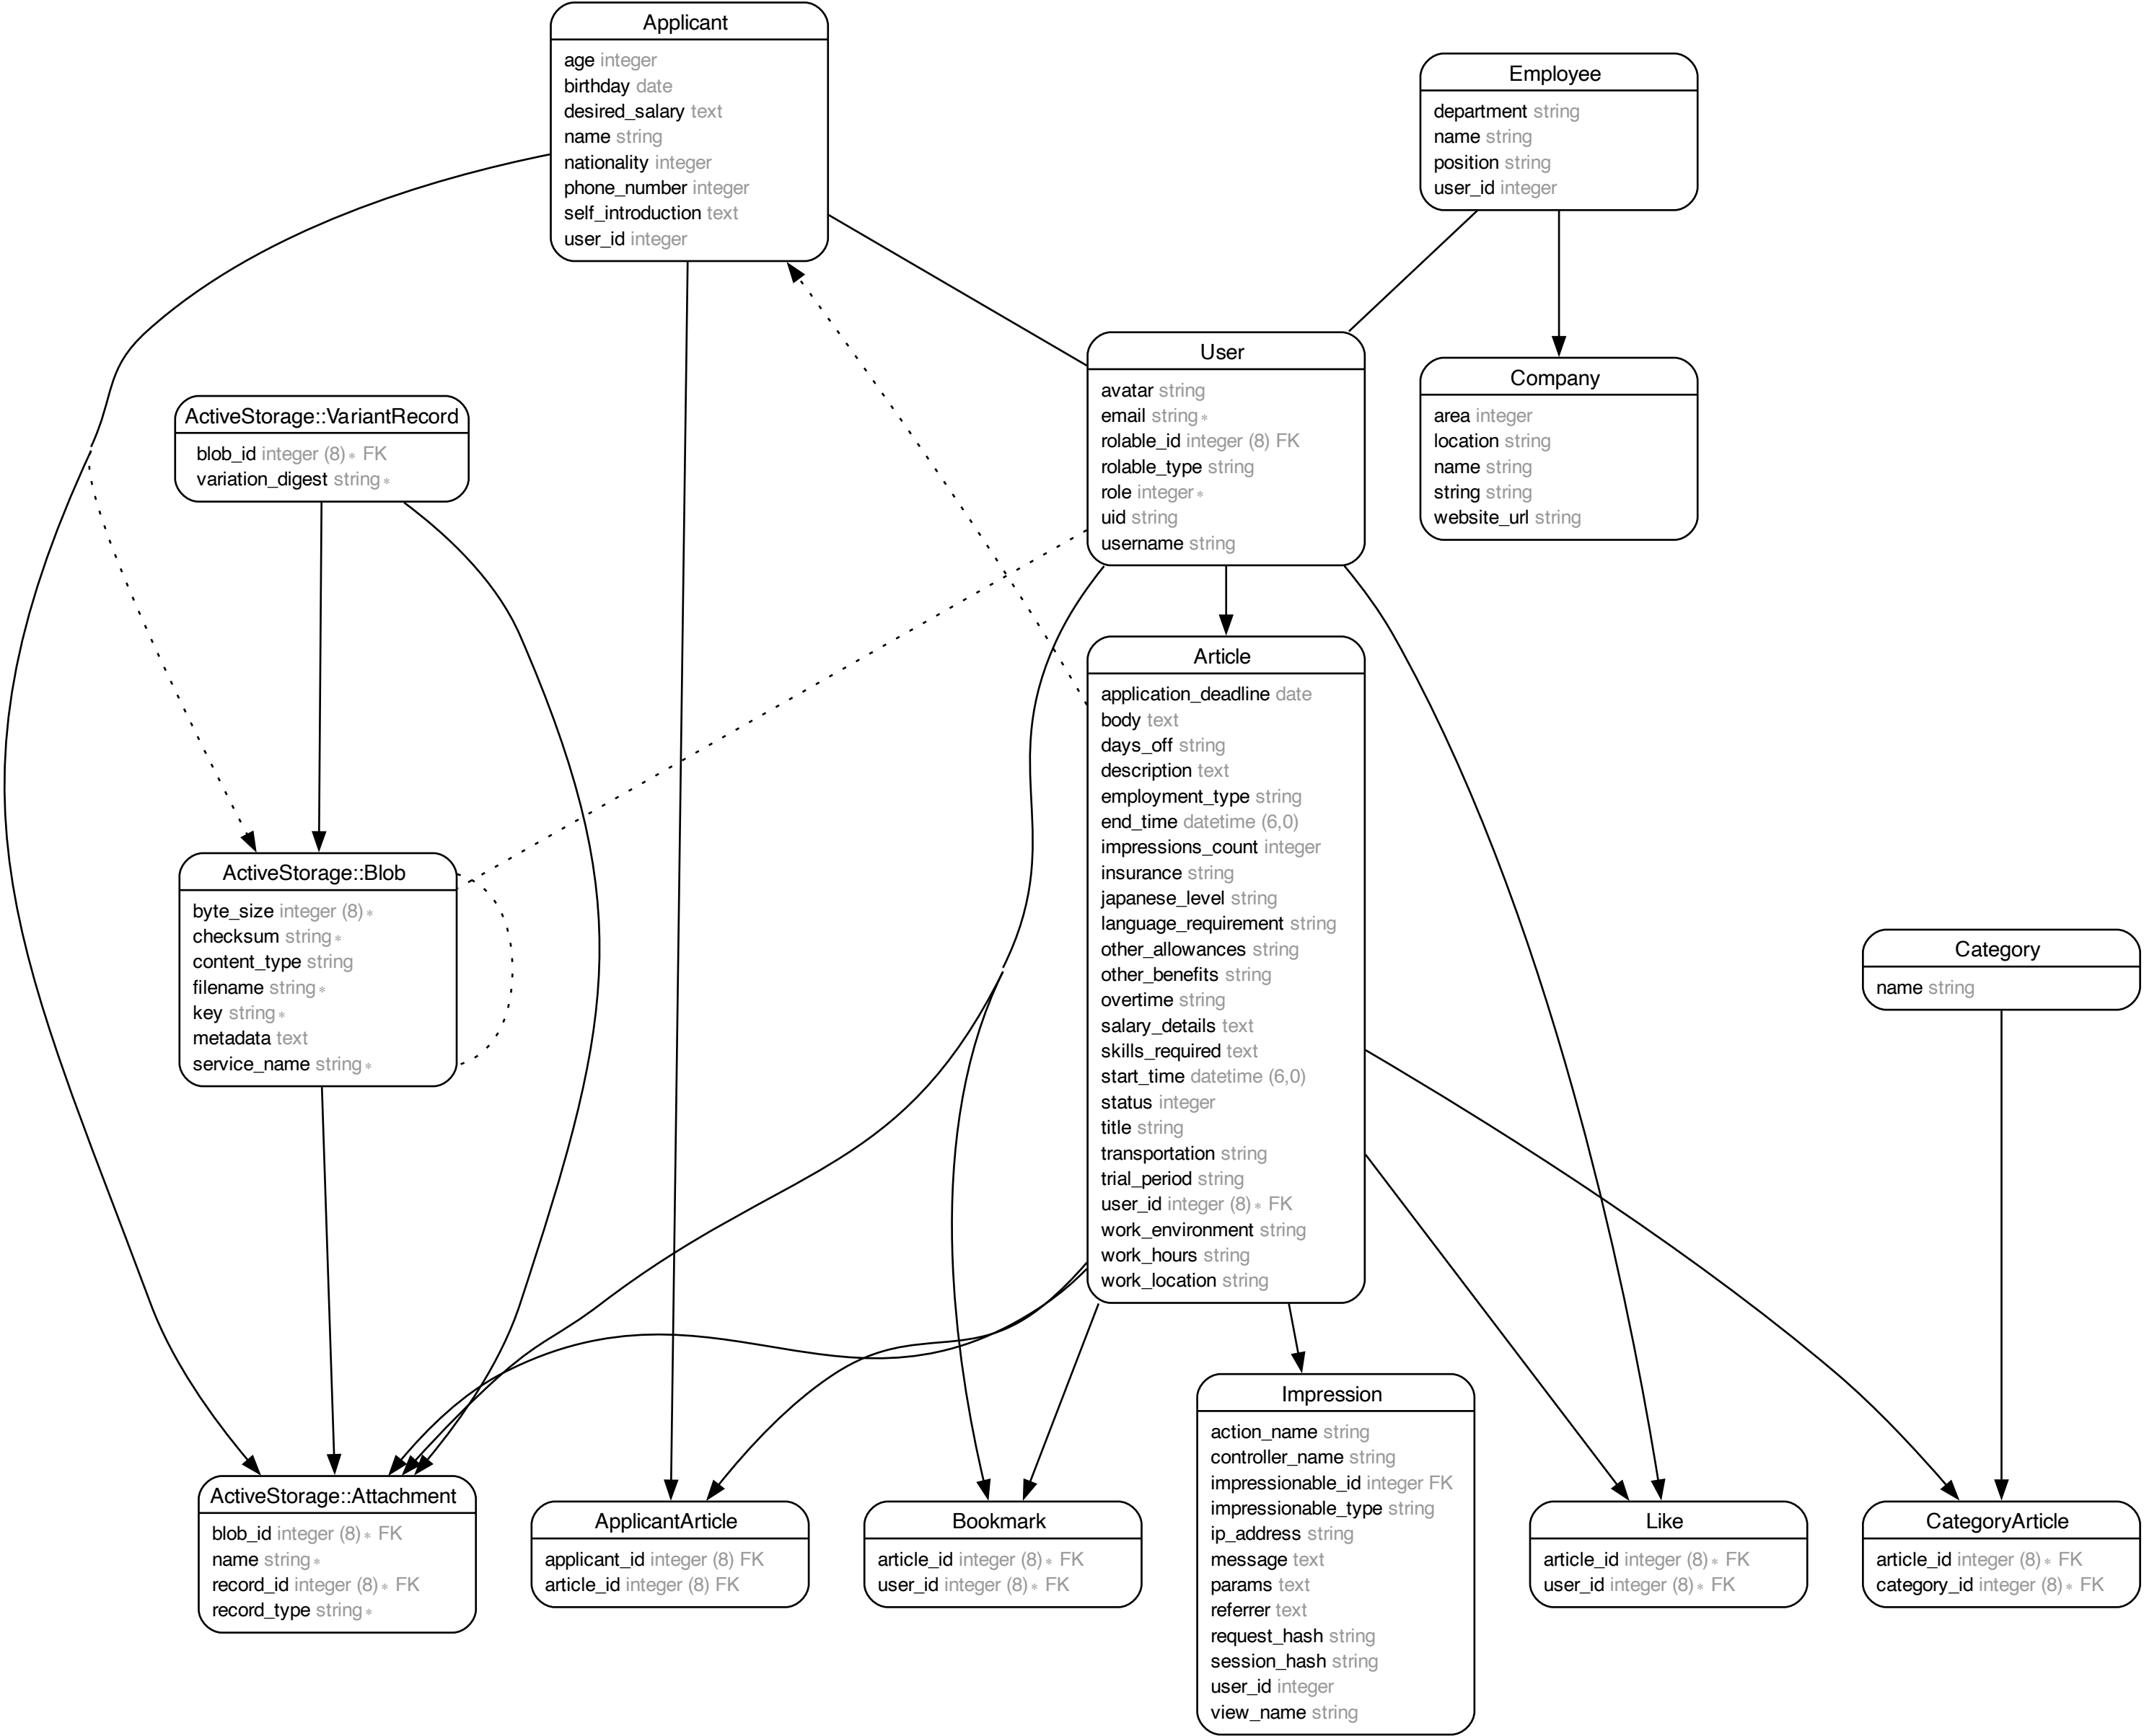 Applicant
age integer
birthday date
desired_salary text
name string
nationality integer
phone_number integer
self_introduction text
user_id integer
Employee
department string
name string
position string
user_id integer
User
avatar string
email string *
rolable_id integer (8) FK
rolable_type string
role integer *
uid string
username string
Company
area integer
location string
name string
string string
website_url string
ActiveStorage::VariantRecord
blob_id integer (8) * FK
variation_digest string *
Article
application_deadline date
body text
days_off string
description text
employment_type string
end_time datetime (6,0)
impressions_count integer
insurance string
japanese_level string
language_requirement string
other_allowances string
other_benefits string
overtime string
salary_details text
skills_required text
start_time datetime (6,0)
status integer
title string
transportation string
trial_period string
user_id integer (8) * FK
work_environment string
work_hours string
work_location string
ActiveStorage::Blob
byte_size integer (8) *
checksum string *
content_type string
filename string *
key string *
metadata text
service_name string *
Category
name string
ActiveStorage::Attachment
blob_id integer (8) * FK
name string *
record_id integer (8) * FK
record_type string *
ApplicantArticle
applicant_id integer (8) FK
article_id integer (8) FK
Bookmark
article_id integer (8) * FK
user_id integer (8) * FK
Impression
action_name string
controller_name string
impressionable_id integer FK
impressionable_type string
ip_address string
message text
params text
referrer text
request_hash string
session_hash string
user_id integer
view_name string
Like
article_id integer (8) * FK
user_id integer (8) * FK
CategoryArticle
article_id integer (8) * FK
category_id integer (8) * FK